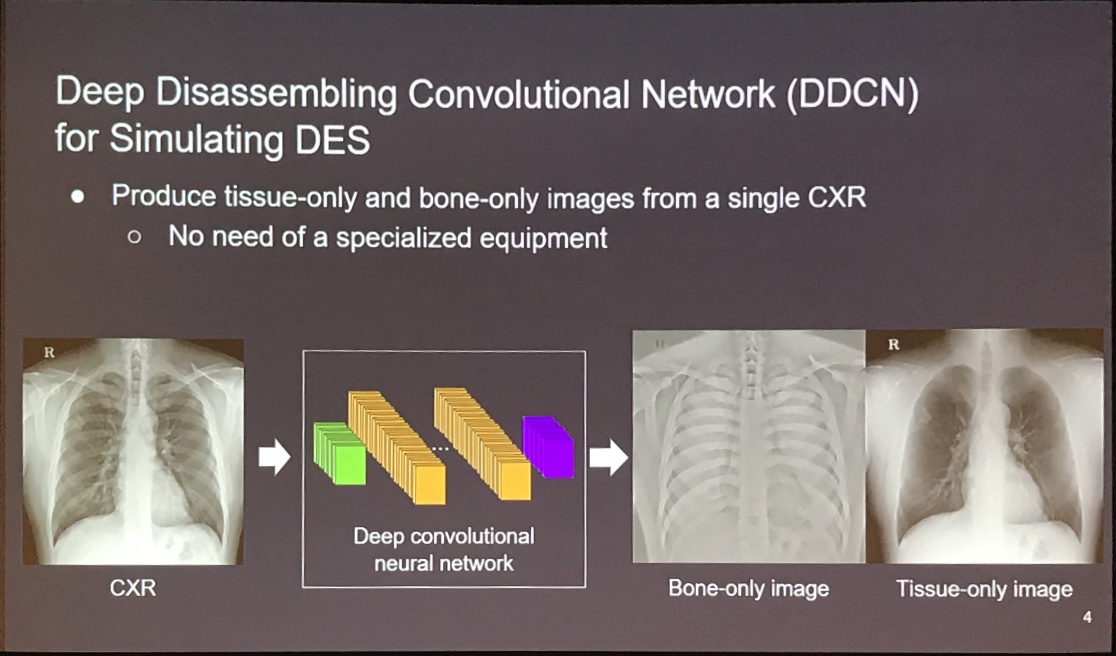 Deep Disassembling Convolutional Network (DDCN)
for Simulating DES
● Produce tissue-only and bone-only images from a single CXR
○ No need of a specialized equipment
R
R
R
...
Deep convolutional
neural network
CXR
Bone-only image
Tissue-only image
4